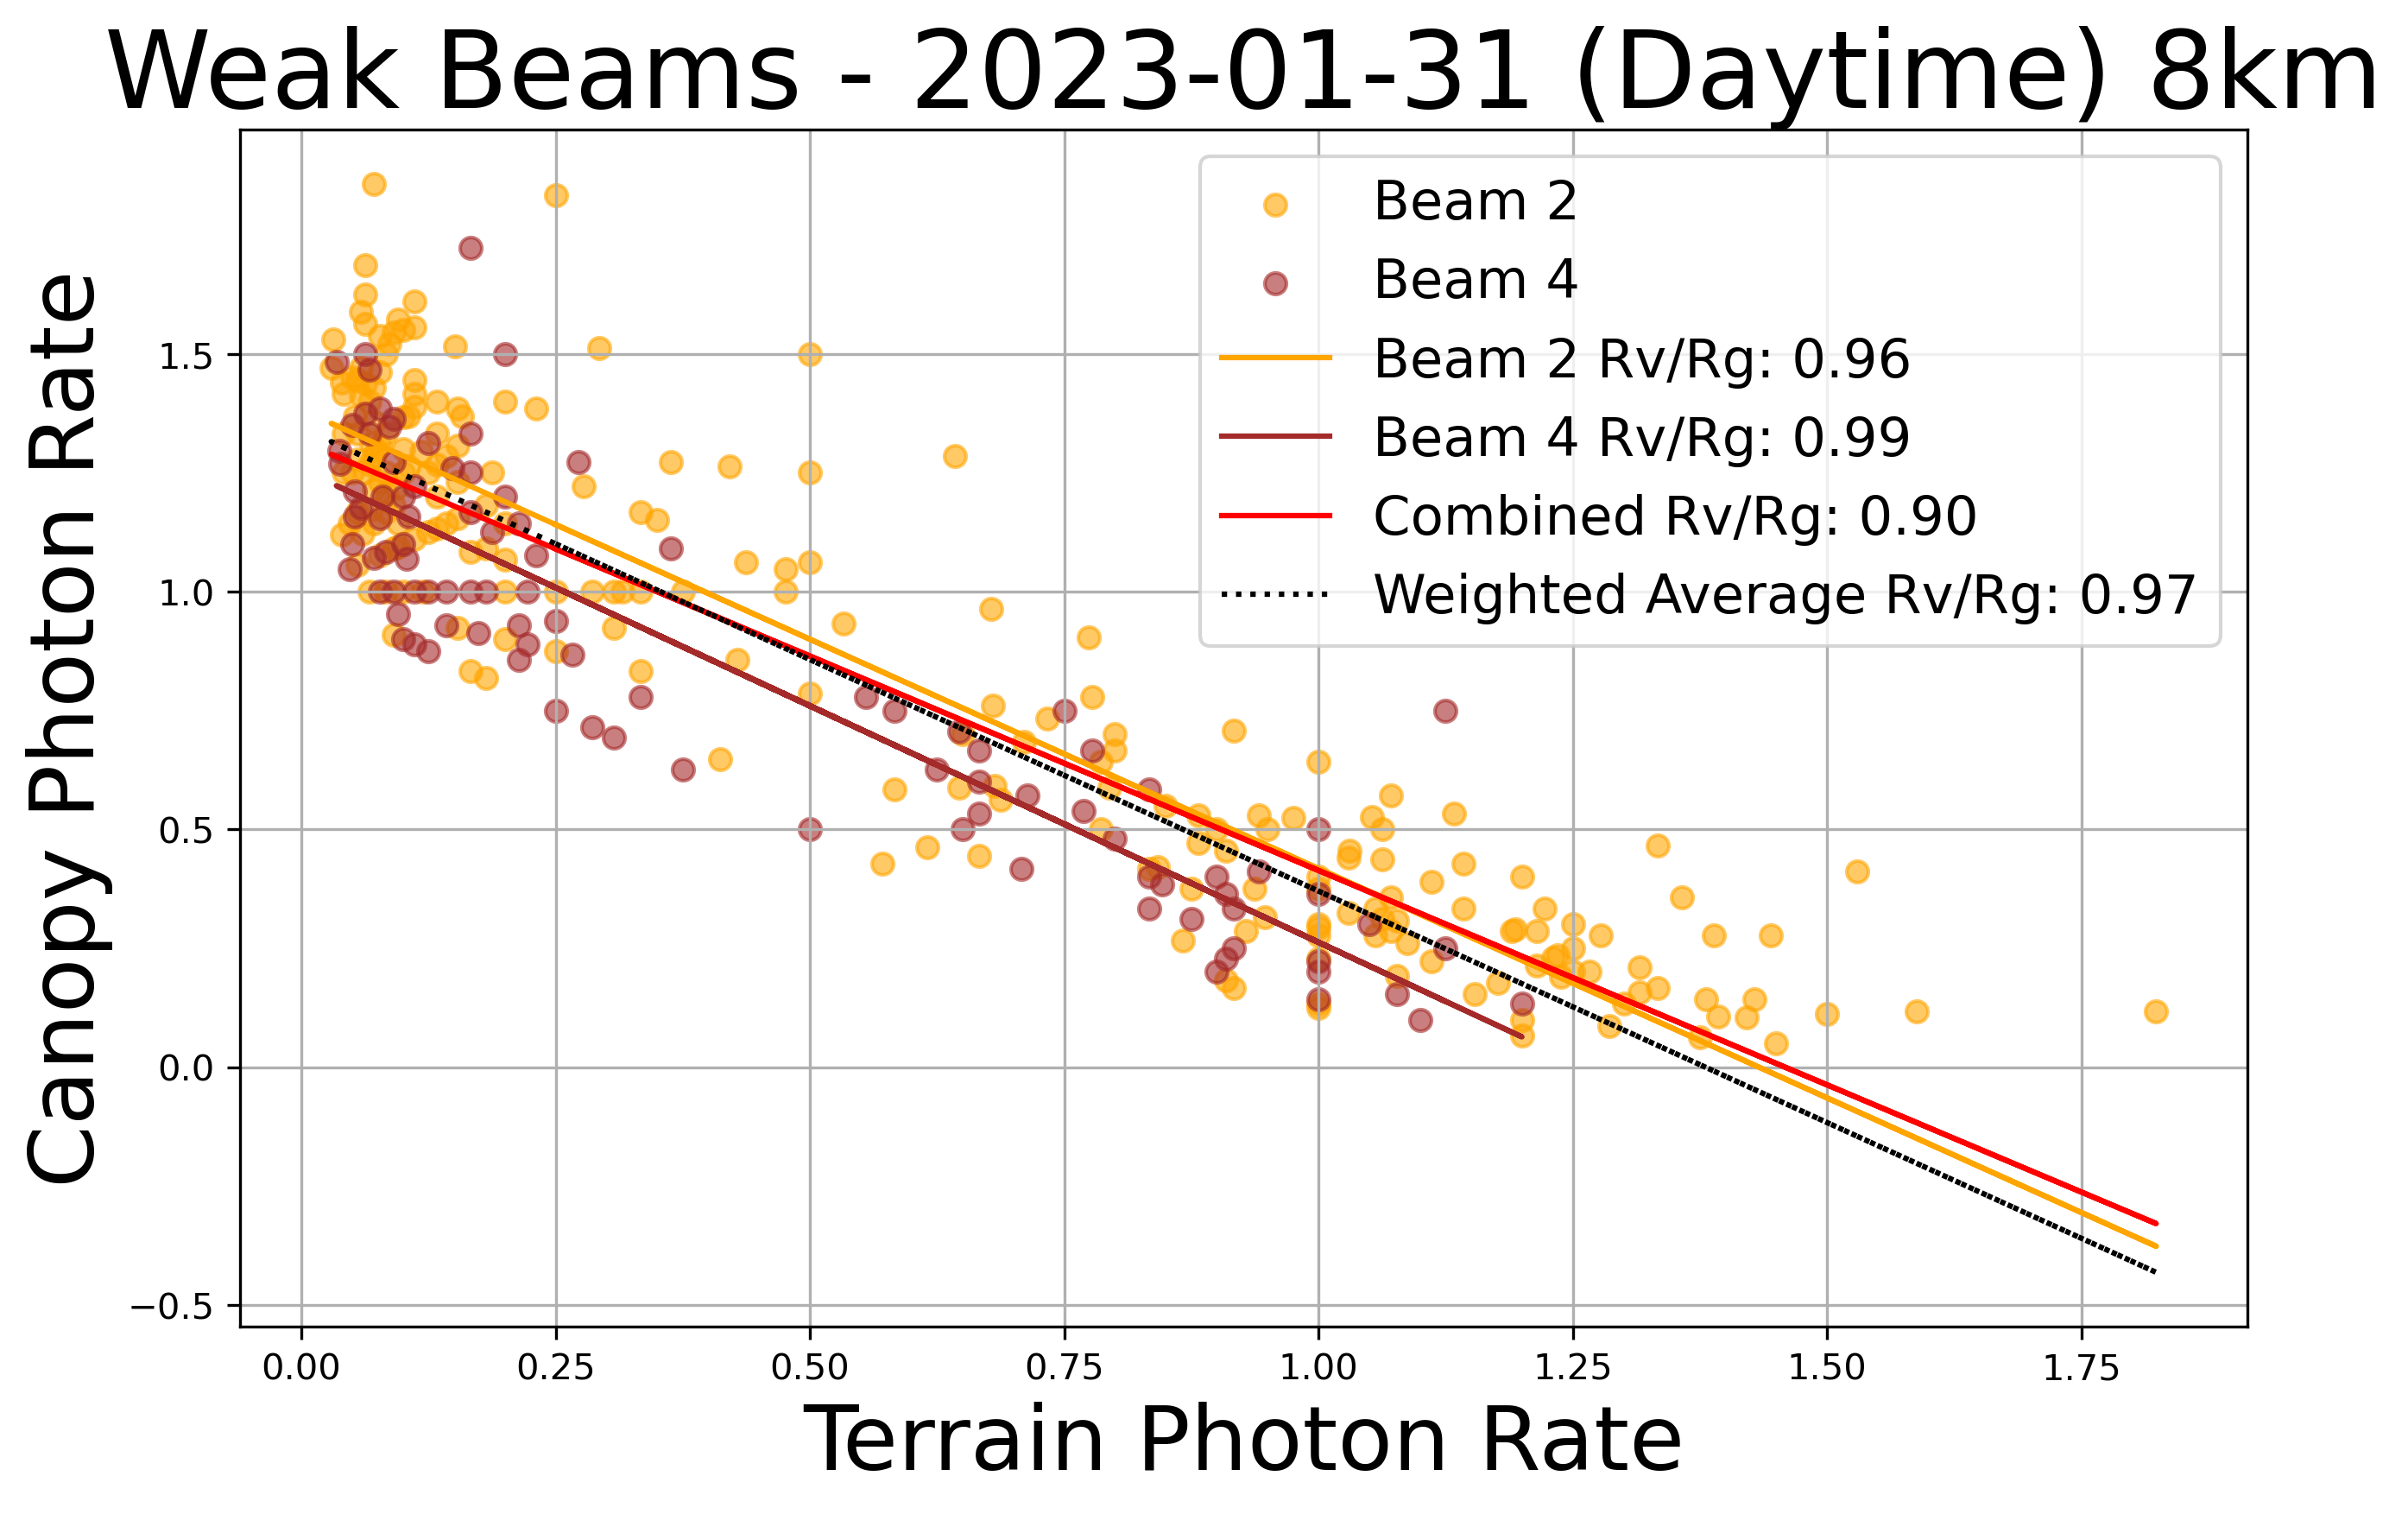 Weak Beams - 2023-01-31 (Daytime) 8km
Canopy Photon Rate
1.5
1.0
0.5
0.0
−0.5
Beam 2
Beam 4
Beam 2 Rv/Rg: 0.96
Beam 4 Rv/Rg: 0.99
Combined Rv/Rg: 0.90
Weighted Average Rv/Rg: 0.97
0.00 0.25 0.50 0.75 1.00 1.25 1.50 1.75
Terrain Photon Rate